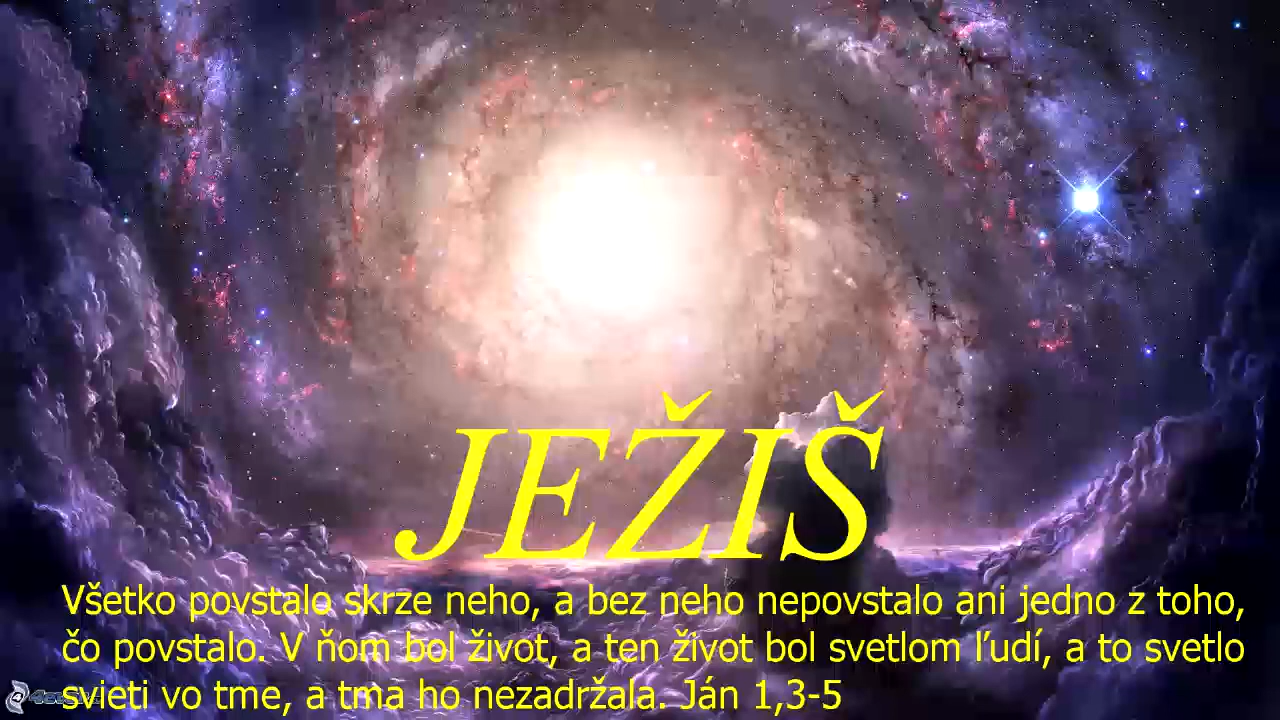 JEŽIŠ
Všetko povstalo skrze neho, a bez neho nepovstalo ani jedno z toho,
čo povstalo. V ňom bol život, a ten život bol svetlom ľudí, a to svetlo
svieti vo tme, a tma ho nezadržala. Ján 1,3-5